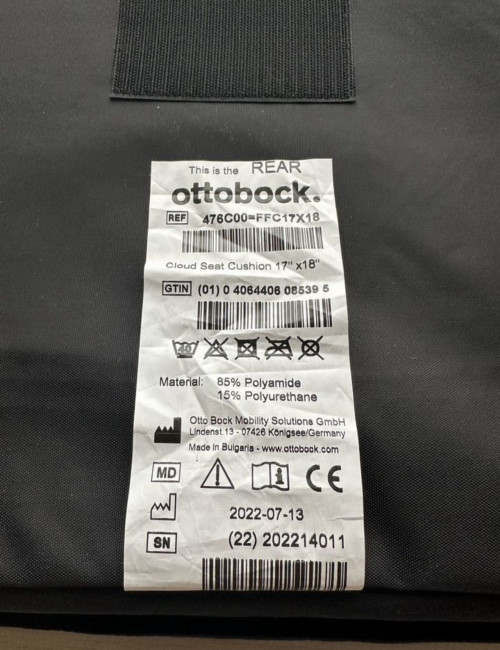 This is the REAR
ottobock.
REF 476C00=FFC17X18
Cloud Seat Cushion 17" x18"
GTIN (01) 0 4064406 08539 5
40
Material: 85% Polyamide
15% Polyurethane
Otto Bock Mobility Solutions GmbH
Lindenst.13 - 07426 Königsee/Germany
Made in Bulgaria - www.ottobock.com
MD CE
2022-07-13
SN (22) 202214011